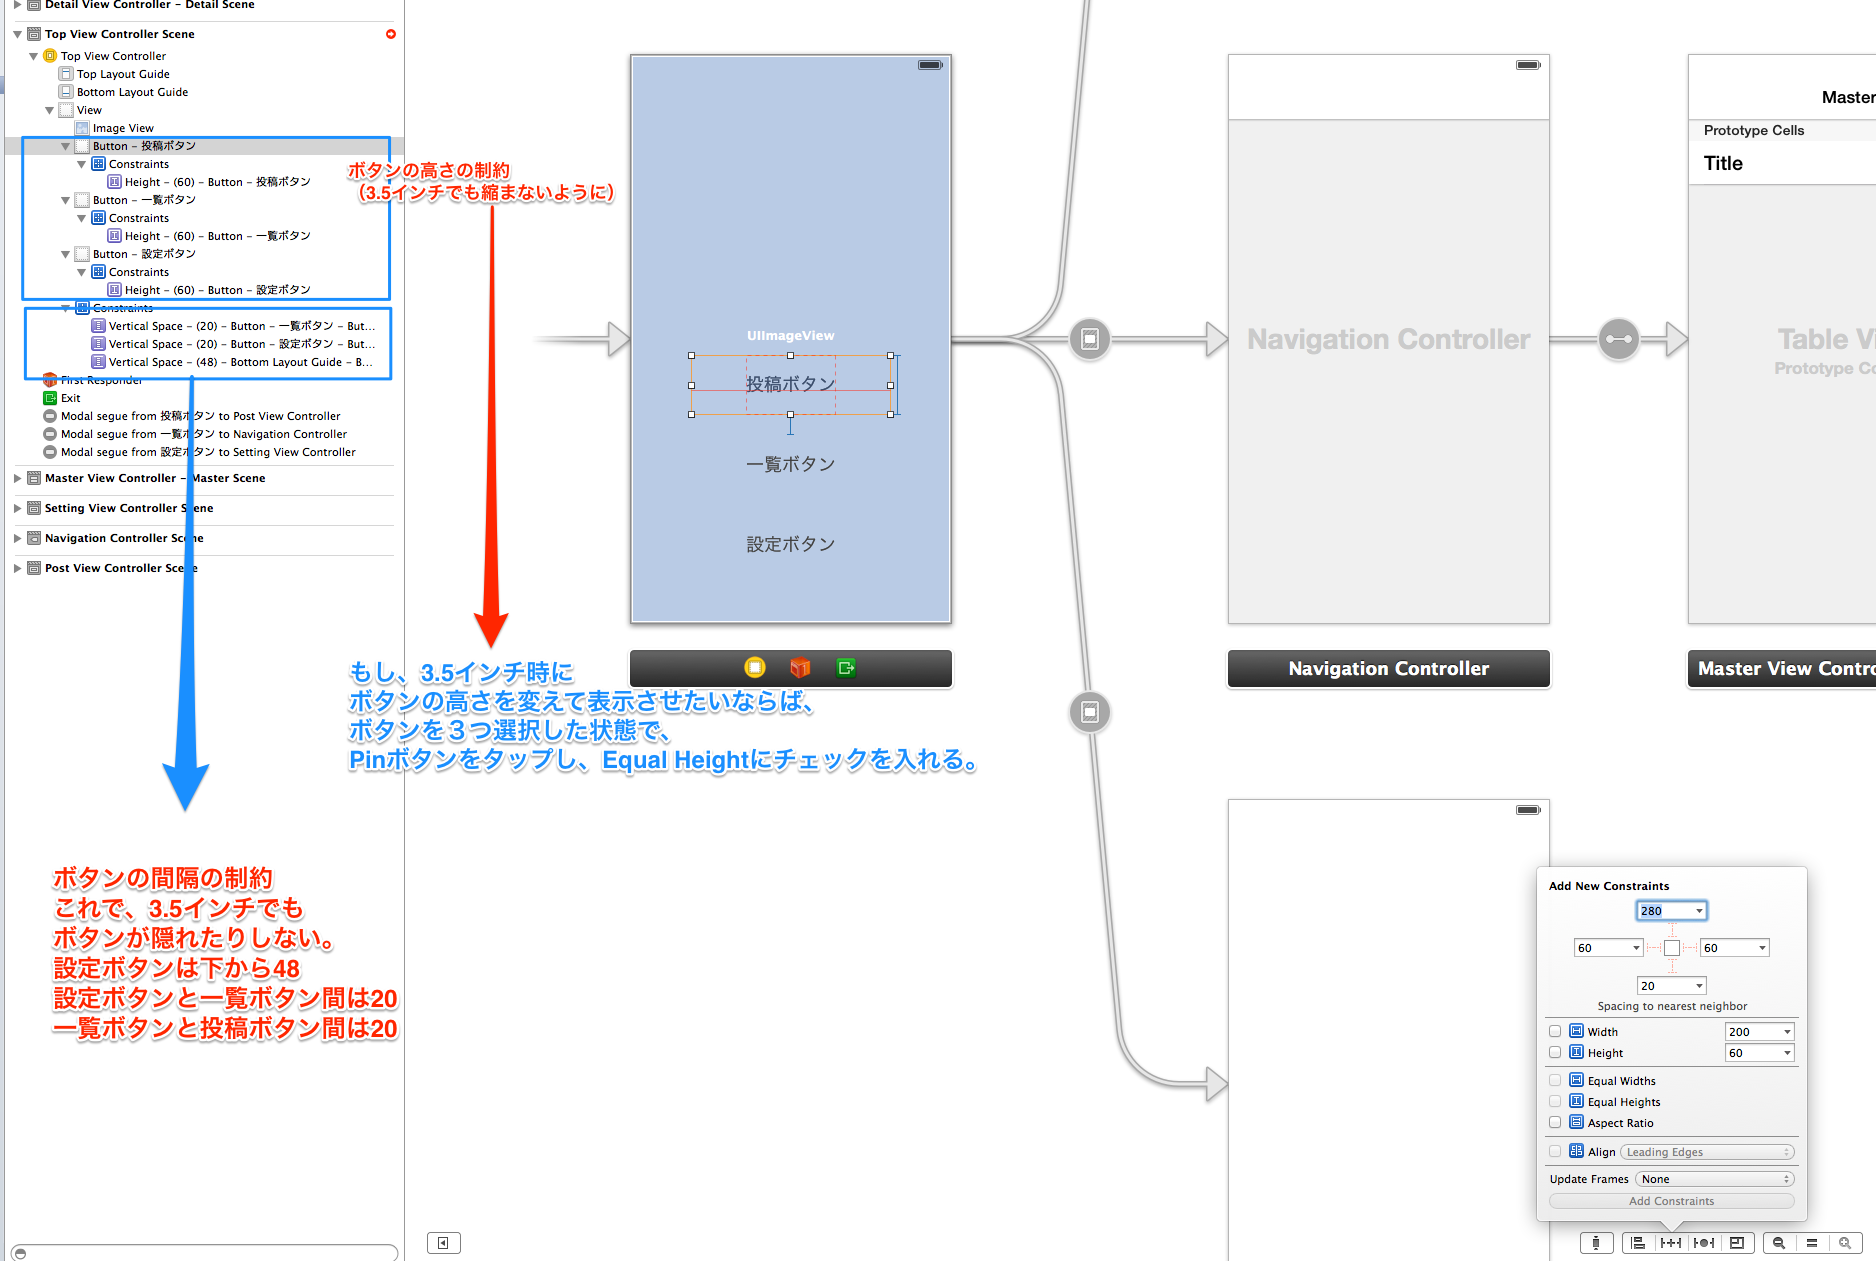 Detail View Controller – Detail Scene
Top View Controller Scene
Top View Controller
Top Layout Guide
Bottom Layout Guide
View
Image View
Button – 投稿ボタン
Constraints
Height – (60) – Button – 投稿ボタン
Button – 一覧ボタン
Constraints
Height – (60) – Button – 一覧ボタン
Button – 設定ボタン
Constraints
Height – (60) – Button – 設定ボタン
Constraints
Vertical Space – (20) – Button – 一覧ボタン – But...
Vertical Space – (20) – Button – 設定ボタン – But...
Vertical Space – (48) – Bottom Layout Guide – B...
First Responder
Exit
Modal segue from 投稿ボタン to Post View Controller
Modal segue from 一覧ボタン to Navigation Controller
Modal segue from 設定ボタン to Setting View Controller
Master View Controller – Master Scene
Setting View Controller Scene
Navigation Controller Scene
Post View Controller Scene
ボタンの間隔の制約
これで、3.5インチでも
ボタンが隠れたりしない。
設定ボタンは下から48
設定ボタンと一覧ボタン間は20
一覧ボタンと投稿ボタン間は20
ボタンの高さの制約
（3.5インチでも縮まないように）
UIImageView
投稿ボタン
一覧ボタン
設定ボタン
もし、3.5インチ時に
ボタンの高さを変えて表示させたいならば、
ボタンを３つ選択した状態で、
Pinボタンをタップし、Equal Heightにチェックを入れる。
Navigation Controller
Navigation Controller
Master
Prototype Cells
Title
Table Vi
Prototype Co
Master View Contro
Add New Constraints
280
60
60
20
Spacing to nearest neighbor
Width
200
Height
60
Equal Widths
Equal Heights
Aspect Ratio
Align
Leading Edges
Update Frames
None
Add Constraints